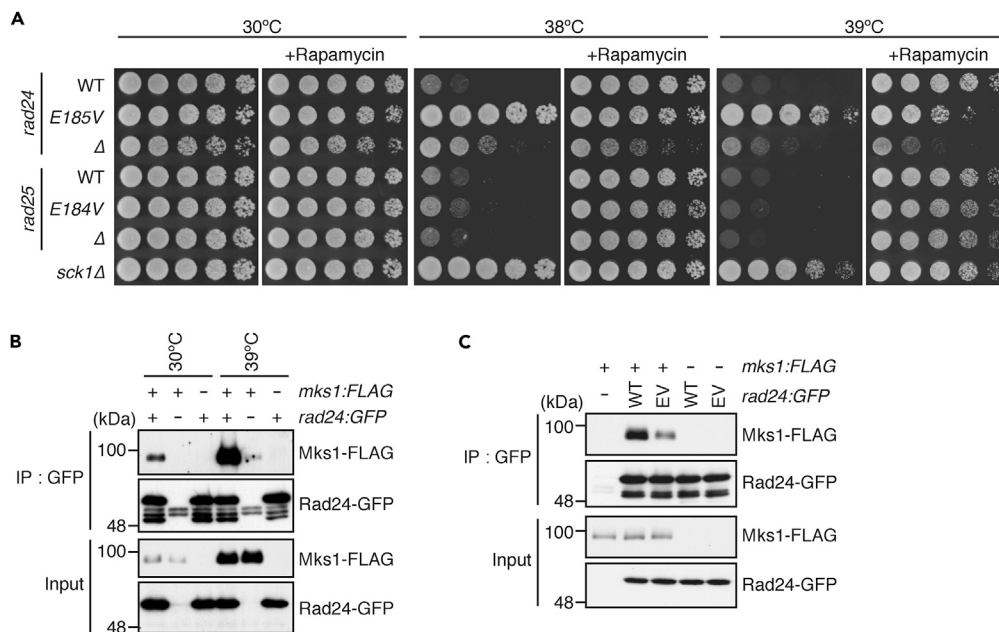 A
30ºC 38ºC 39ºC
+Rapamycin +Rapamycin +Rapamycin
rad24
WT
E185V
Δ
rad25
WT
E184V
Δ
sck1Δ
B
30ºC 39ºC
+ + − + + − mks1:FLAG
(kDa) + − + + − + rad24:GFP
IP : GFP
100 Mks1-FLAG
Rad24-GFP
48
Input
100 Mks1-FLAG
Rad24-GFP
48
C
+ + + − − mks1:FLAG
(kDa) − WT EV WT EV rad24:GFP
IP : GFP
100 Mks1-FLAG
Rad24-GFP
48
Input
100 Mks1-FLAG
Rad24-GFP
48